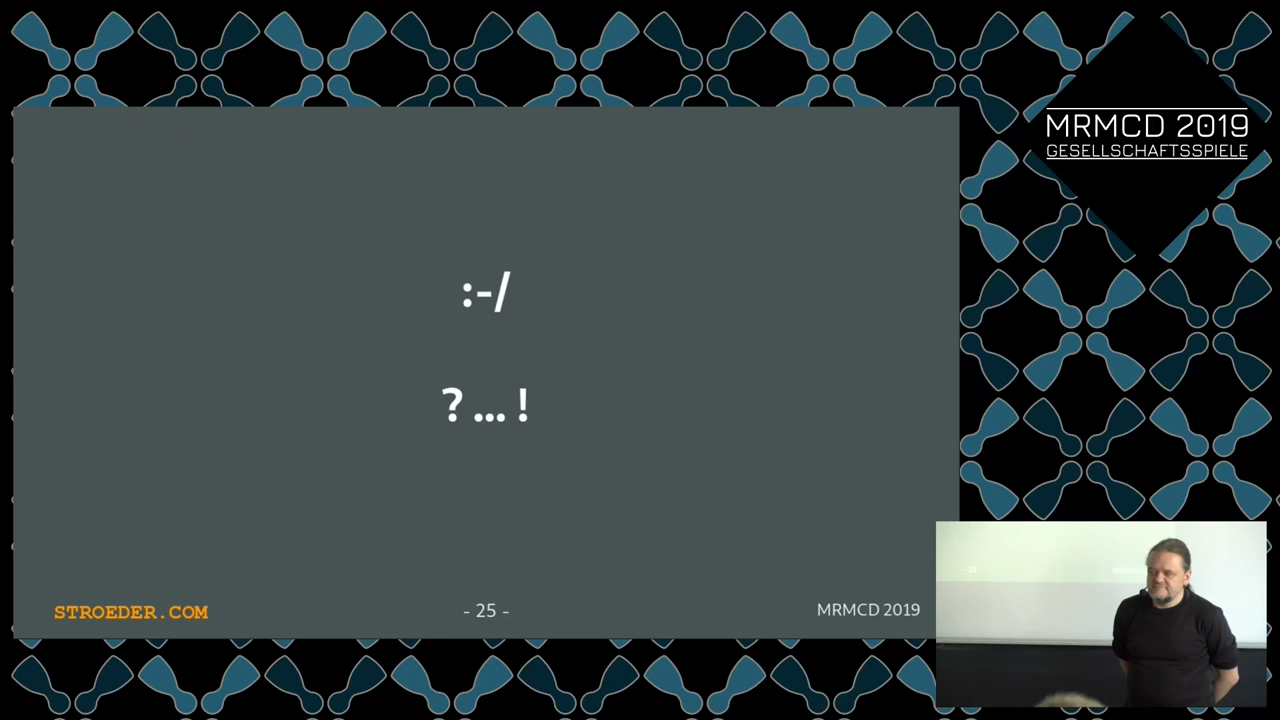 MRMCD 2019
GESELLSCHAFTSSPIELE
:-/
? ... !
STROEDER.COM
- 25 -
MRMCD 2019